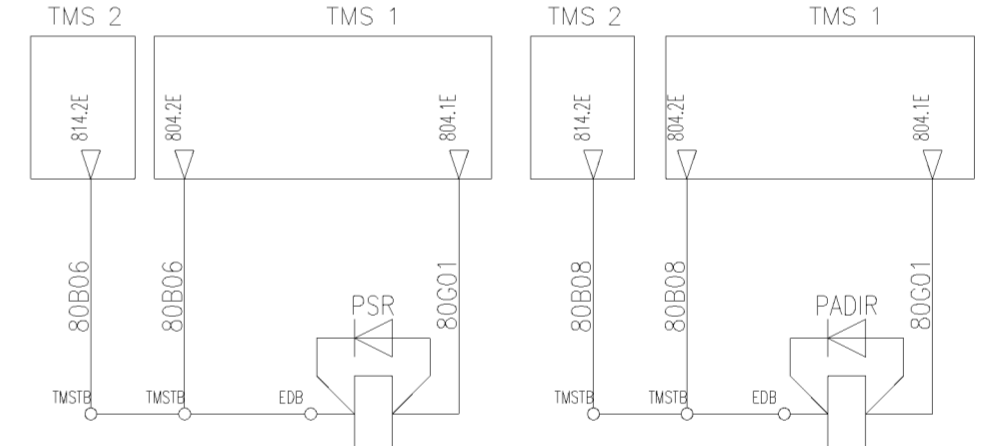 TMS 2
TMS 1
TMS 2
TMS 1
814.2E
804.2E
804.1E
814.2E
804.2E
804.1E
80B06
80B06
80G01
80B08
80B08
80G01
PSR
PADIR
TMSTB
TMSTB
EDB
TMSTB
TMSTB
EDB